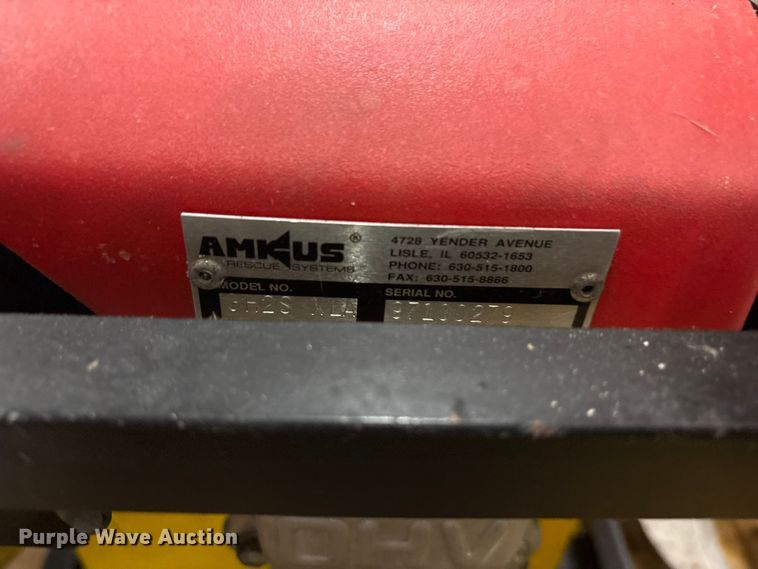 AMKUS®
RESCUE SYSTEMS
4728 YENDER AVENUE
LISLE, IL 60532-1653
PHONE: 630-515-1800
FAX: 630-515-8866
MODEL NO.
SERIAL NO.
OHV
Purple Wave Auction